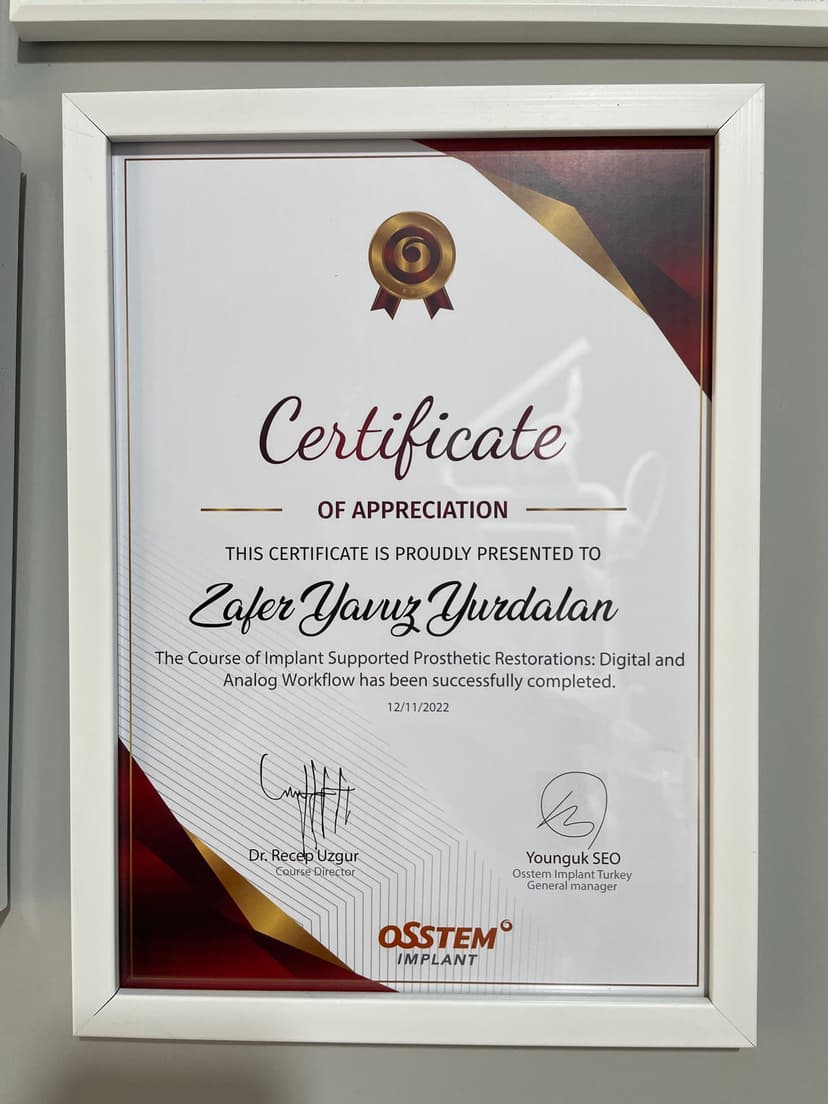 Certificate
OF APPRECIATION
THIS CERTIFICATE IS PROUDLY PRESENTED TO
Zafer Yavuz Yurdalan
The Course of Implant Supported Prosthetic Restorations: Digital and
Analog Workflow has been successfully completed.
12/11/2022
Dr. Recep Uzgur
Course Director
Younguk SEO
Osstem Implant Turkey
General manager
OSSTEM
IMPLANT